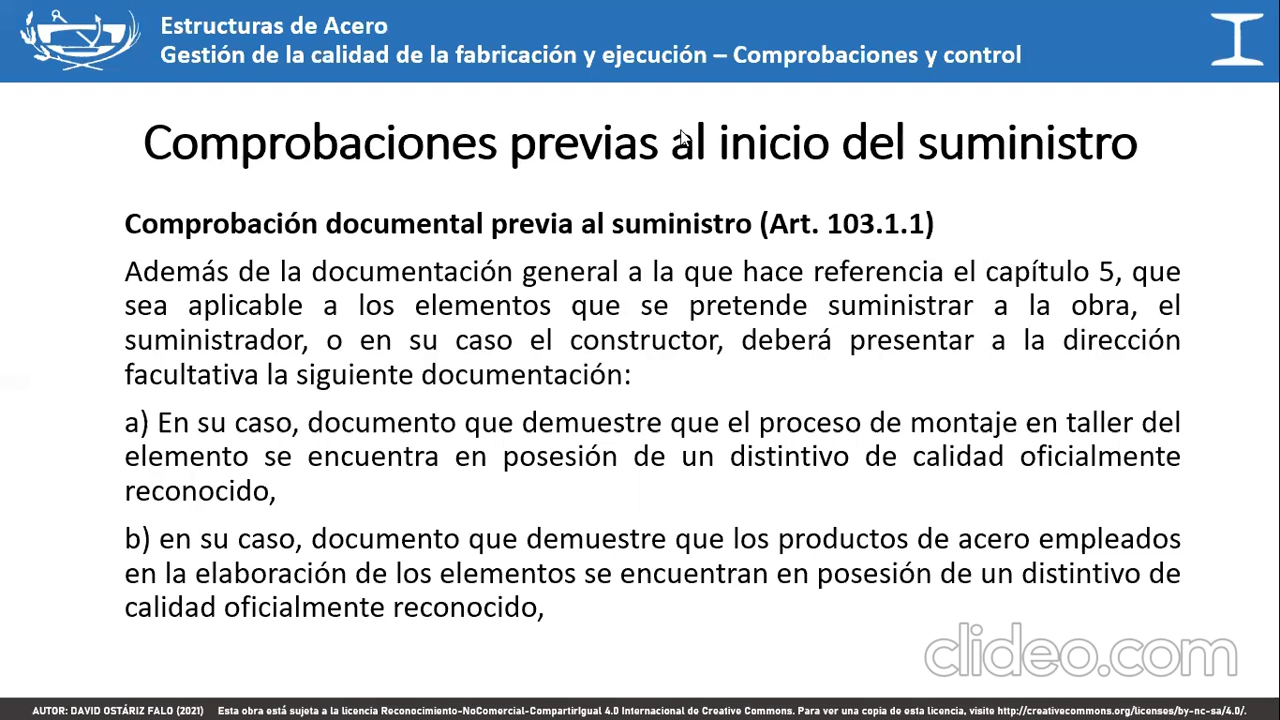 Estructuras de Acero
Gestión de la calidad de la fabricación y ejecución – Comprobaciones y control
Comprobaciones previas al inicio del suministro
Comprobación documental previa al suministro (Art. 103.1.1)
Además de la documentación general a la que hace referencia el capítulo 5, que
sea aplicable a los elementos que se pretende suministrar a la obra, el
suministrador, o en su caso el constructor, deberá presentar a la dirección
facultativa la siguiente documentación:
a) En su caso, documento que demuestre que el proceso de montaje en taller del
elemento se encuentra en posesión de un distintivo de calidad oficialmente
reconocido,
b) en su caso, documento que demuestre que los productos de acero empleados
en la elaboración de los elementos se encuentran en posesión de un distintivo de
calidad oficialmente reconocido,
clideo.com
AUTOR: DAVID OSTÁRIZ FALO (2021) Esta obra está sujeta a la licencia Reconocimiento-NoComercial-CompartirIgual 4.0 Internacional de Creative Commons. Para ver una copia de esta licencia, visite http://creativecommons.org/licenses/by-nc-sa/4.0/.